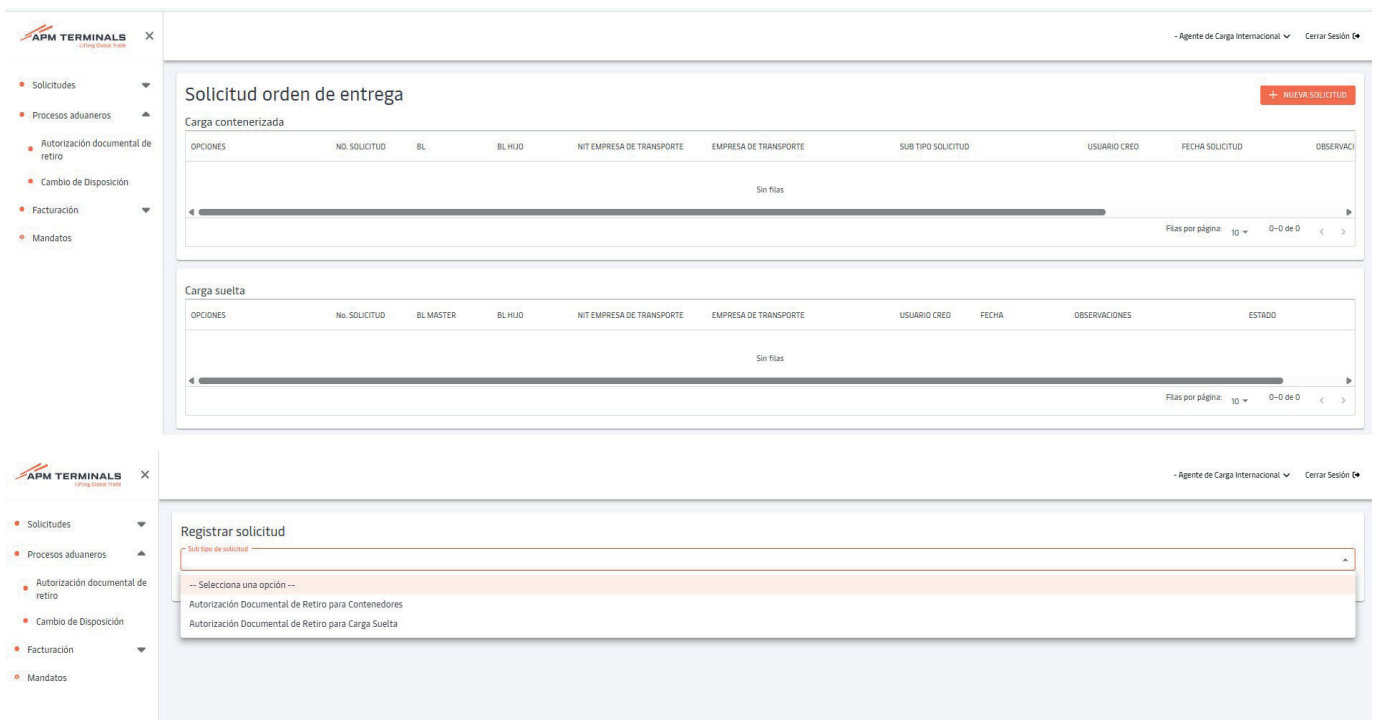 APM TERMINALS
Lifting Global Trade
- Agente de Carga Internacional
Cerrar Sesión
Solicitudes
Procesos aduaneros
Autorización documental de
retiro
Cambio de Disposición
Facturación
Mandatos
Solicitud orden de entrega
+ NUEVA SOLICITUD
Carga contenerizada
OPCIONES NO. SOLICITUD BL BL HIJO NIT EMPRESA DE TRANSPORTE EMPRESA DE TRANSPORTE SUB TIPO SOLICITUD USUARIO CREO FECHA SOLICITUD OBSERVACI
Sin filas
Filas por página: 10 0–0 de 0
Carga suelta
OPCIONES No. SOLICITUD BL MASTER BL HIJO NIT EMPRESA DE TRANSPORTE EMPRESA DE TRANSPORTE USUARIO CREO FECHA OBSERVACIONES ESTADO
Sin filas
Filas por página: 10 0–0 de 0
APM TERMINALS
Lifting Global Trade
- Agente de Carga Internacional
Cerrar Sesión
Solicitudes
Procesos aduaneros
Autorización documental de
retiro
Cambio de Disposición
Facturación
Mandatos
Registrar solicitud
Sub tipo de solicitud
-- Selecciona una opción --
Autorización Documental de Retiro para Contenedores
Autorización Documental de Retiro para Carga Suelta